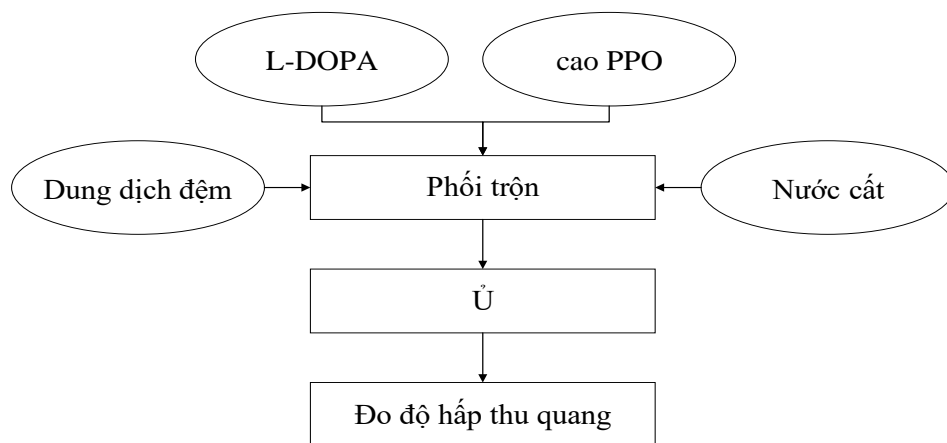 L-DOPA
cao PPO
Dung dịch đệm
Phối trộn
Nước cất
Ủ
Đo độ hấp thu quang